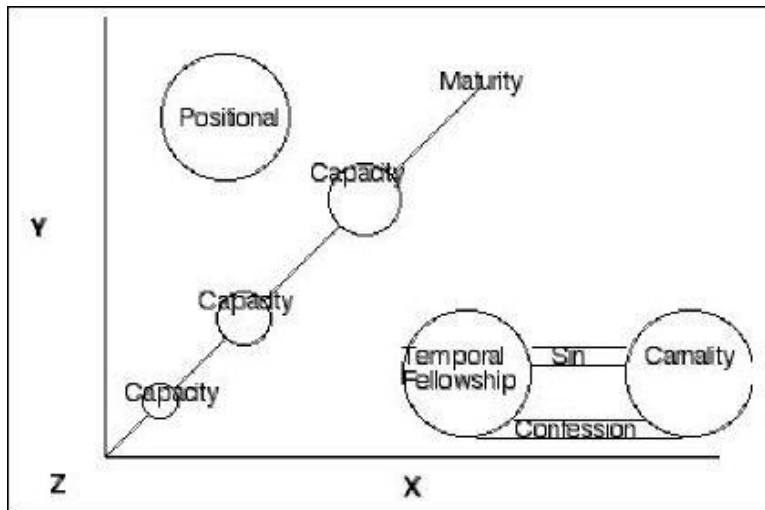 Maturity
Positional
Capacity
Y
Capacity
Temporal
Fellowship
Sin
Carnality
Capacity
Confession
Z
X